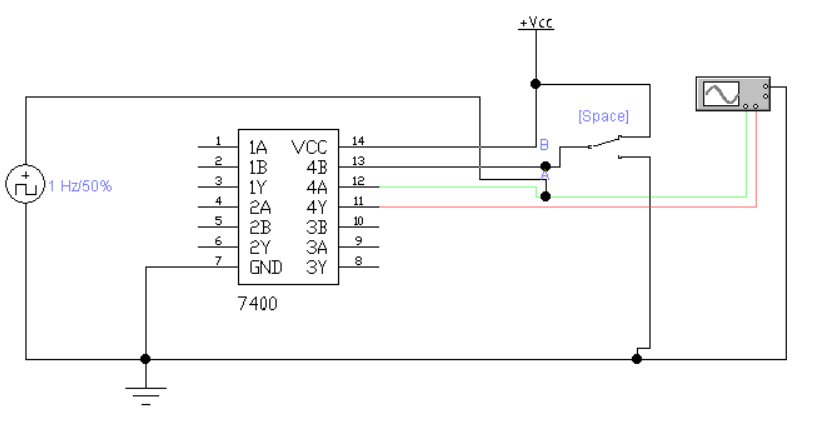 +Vcc
[Space]
B
A
1 Hz/50%
1 1A VCC 14
2 1B 4B 13
3 1Y 4A 12
4 2A 4Y 11
5 2B 3B 10
6 2Y 3A 9
7 GND 3Y 8
7400